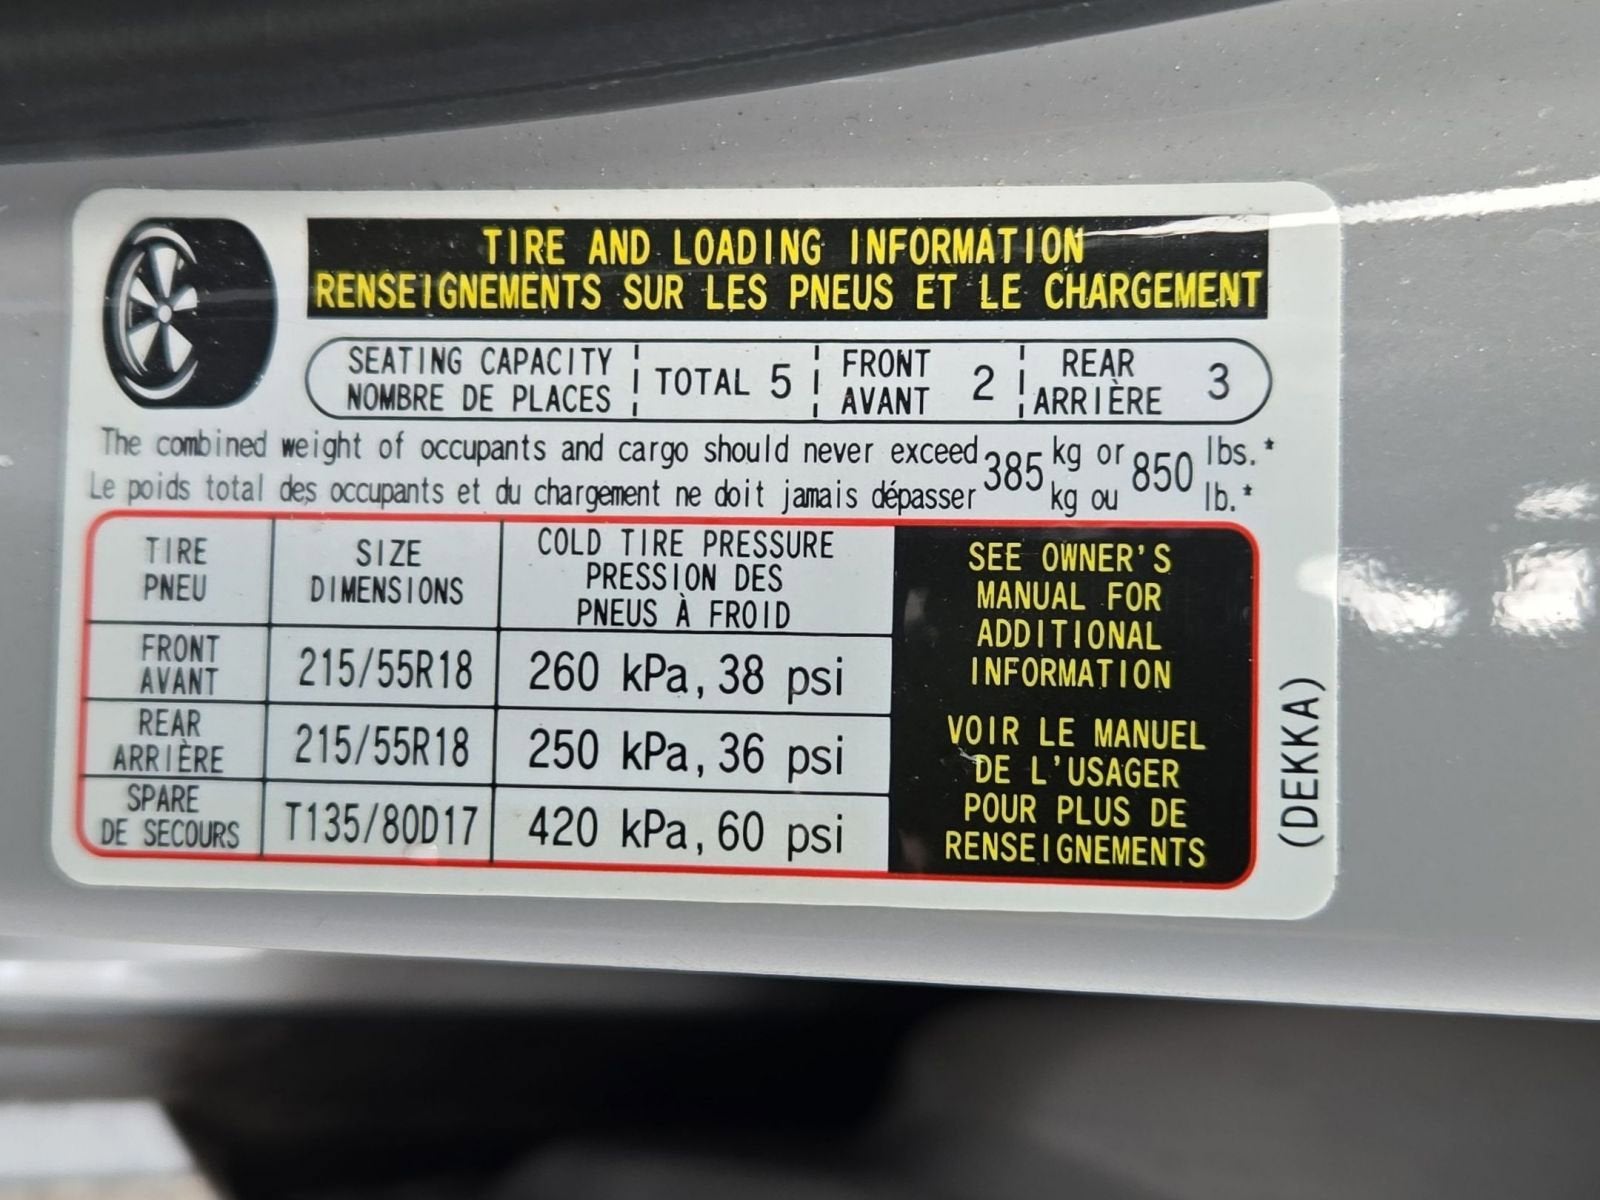 TIRE AND LOADING INFORMATION
RENSEIGNEMENTS SUR LES PNEUS ET LE CHARGEMENT
SEATING CAPACITY
NOMBRE DE PLACES
TOTAL 5
FRONT
AVANT
2
REAR
ARRIÈRE
3
The combined weight of occupants and cargo should never exceed 385 kg or 850 lbs.*
Le poids total des occupants et du chargement ne doit jamais dépasser kg ou lb.*
TIRE
PNEU
SIZE
DIMENSIONS
COLD TIRE PRESSURE
PRESSION DES
PNEUS À FROID
FRONT
AVANT
215/55R18
260 kPa, 38 psi
REAR
ARRIÈRE
215/55R18
250 kPa, 36 psi
SPARE
DE SECOURS
T135/80D17
420 kPa, 60 psi
SEE OWNER'S
MANUAL FOR
ADDITIONAL
INFORMATION
VOIR LE MANUEL
DE L'USAGER
POUR PLUS DE
RENSEIGNEMENTS
(DEKKA)